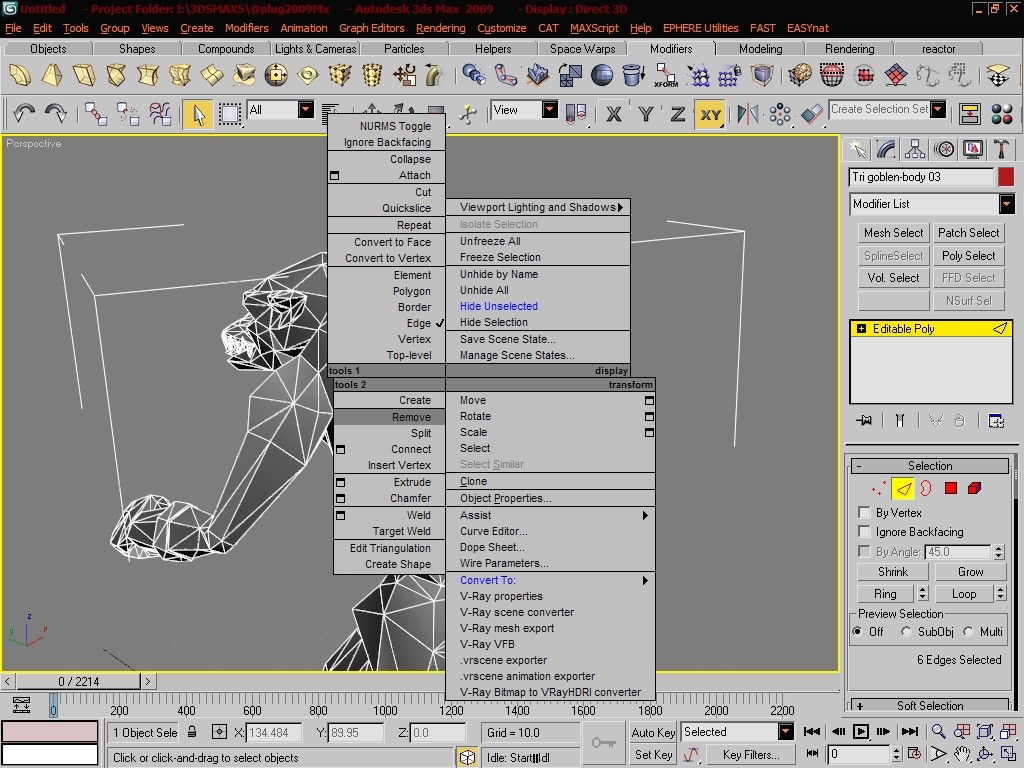 Untitled - Project Folder: I:\3DSMAX5\@plug2009Mx - Autodesk 3ds Max 2009 - Display : Direct 3D
File Edit Tools Group Views Create Modifiers Animation Graph Editors Rendering Customize CAT MAXScript Help EPHERE Utilities FAST EASYnat
Objects Shapes Compounds Lights & Cameras Particles Helpers Space Warps Modifiers Modeling Rendering reactor
XFORM
All View X Y Z XY Create Selection Set
Perspective
NURMS Toggle
Ignore Backfacing
Collapse
Attach
Cut
Quickslice
Repeat
Convert to Face
Convert to Vertex
Element
Polygon
Border
Edge
Vertex
Top-level
tools 1
Viewport Lighting and Shadows
Isolate Selection
Unfreeze All
Freeze Selection
Unhide by Name
Unhide All
Hide Unselected
Hide Selection
Save Scene State...
Manage Scene States...
display
tools 2
Create
Remove
Split
Connect
Insert Vertex
Extrude
Chamfer
Weld
Target Weld
Edit Triangulation
Create Shape
transform
Move
Rotate
Scale
Select
Select Similar
Clone
Object Properties...
Assist
Curve Editor...
Dope Sheet...
Wire Parameters...
Convert To:
V-Ray properties
V-Ray scene converter
V-Ray mesh export
V-Ray VFB
.vrscene exporter
.vrscene animation exporter
V-Ray Bitmap to VRayHDRI converter
Tri goblen-body 03
Modifier List
Mesh Select Patch Select
SplineSelect Poly Select
Vol. Select FFD Select
NSurf Sel
Editable Poly
- Selection
By Vertex
Ignore Backfacing
By Angle: 45.0
Shrink Grow
Ring Loop
Preview Selection
Off SubObj Multi
6 Edges Selected
+ Soft Selection
z
y x
< 0 / 2214 >
0 200 400 600 800 1000 1200 1400 1600 1800 2000 2200
1 Object Sele X: 134.484 Y: 89.95 Z: 0.0 Grid = 10.0 Auto Key Selected
Click or click-and-drag to select objects Set Key Key Filters... 0